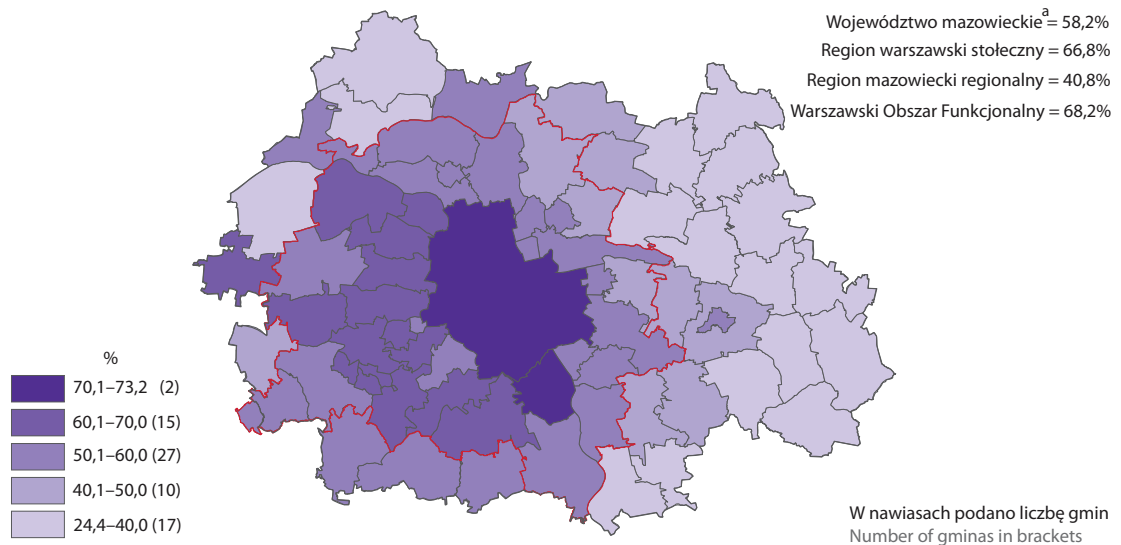 Województwo mazowieckie a = 58,2%
Region warszawski stołeczny = 66,8%
Region mazowiecki regionalny = 40,8%
Warszawski Obszar Funkcjonalny = 68,2%
%
70,1–73,2 (2)
60,1–70,0 (15)
50,1–60,0 (27)
40,1–50,0 (10)
24,4–40,0 (17)
W nawiasach podano liczbę gmin
Number of gminas in brackets